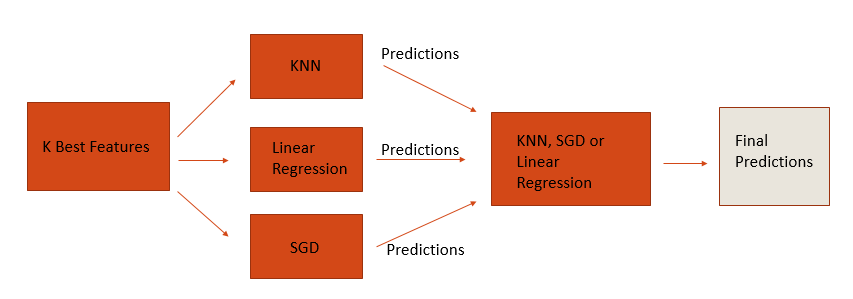 K Best Features
KNN
Linear
Regression
SGD
Predictions
Predictions
Predictions
KNN, SGD or
Linear
Regression
Final
Predictions